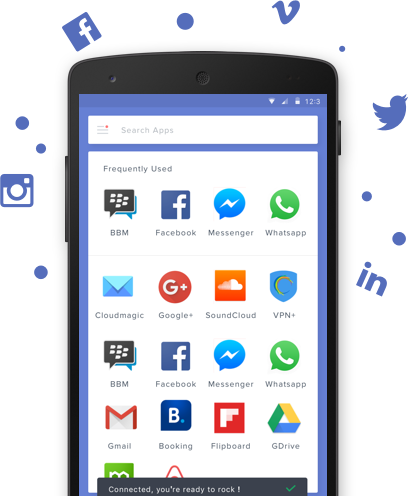 12:3
Search Apps
Frequently Used
BBM Facebook Messenger Whatsapp
Cloudmagic Google+ SoundCloud VPN+
BBM Facebook Messenger Whatsapp
Gmail Booking Flipboard GDrive
Connected, you're ready to rock !